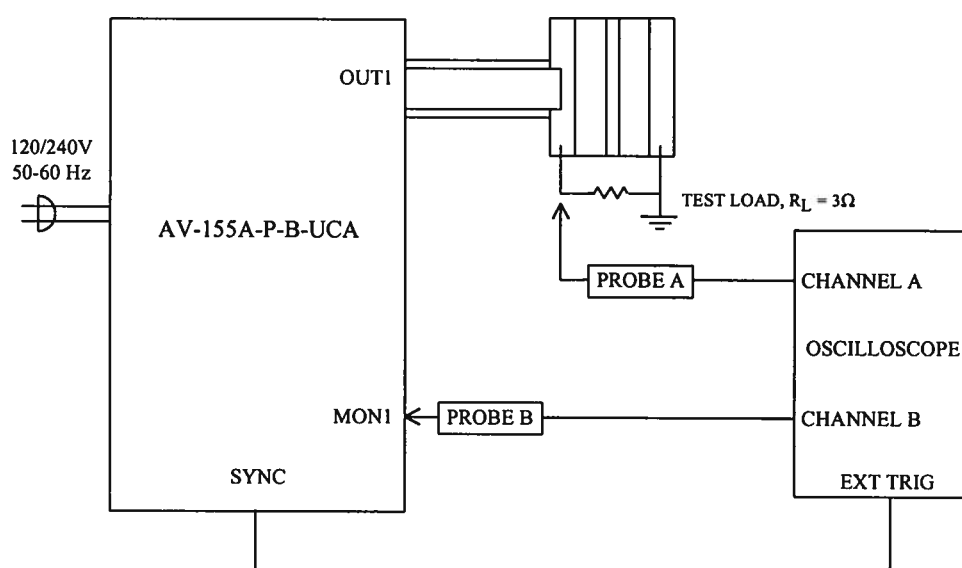 OUT1
120/240V
50-60 Hz
AV-155A-P-B-UCA
TEST LOAD, RL = 3Ω
PROBE A
CHANNEL A
OSCILLOSCOPE
MON1
PROBE B
CHANNEL B
SYNC
EXT TRIG